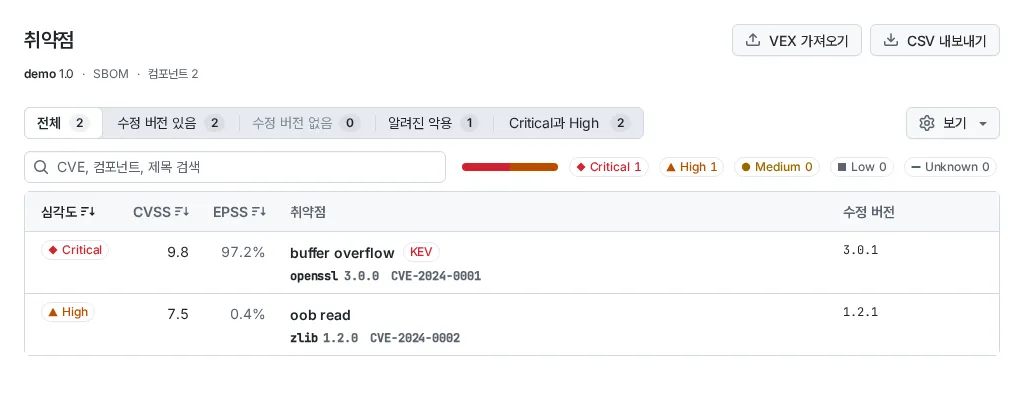 취약점
VEX 가져오기
CSV 내보내기
demo 1.0 · SBOM · 컴포넌트 2
전체 2 수정 버전 있음 2 수정 버전 없음 0 알려진 악용 1 Critical과 High 2
보기
CVE, 컴포넌트, 제목 검색
Critical 1 High 1 Medium 0 Low 0 Unknown 0
심각도 CVSS EPSS 취약점 수정 버전
Critical 9.8 97.2% buffer overflow KEV 3.0.1
openssl 3.0.0 CVE-2024-0001
High 7.5 0.4% oob read 1.2.1
zlib 1.2.0 CVE-2024-0002